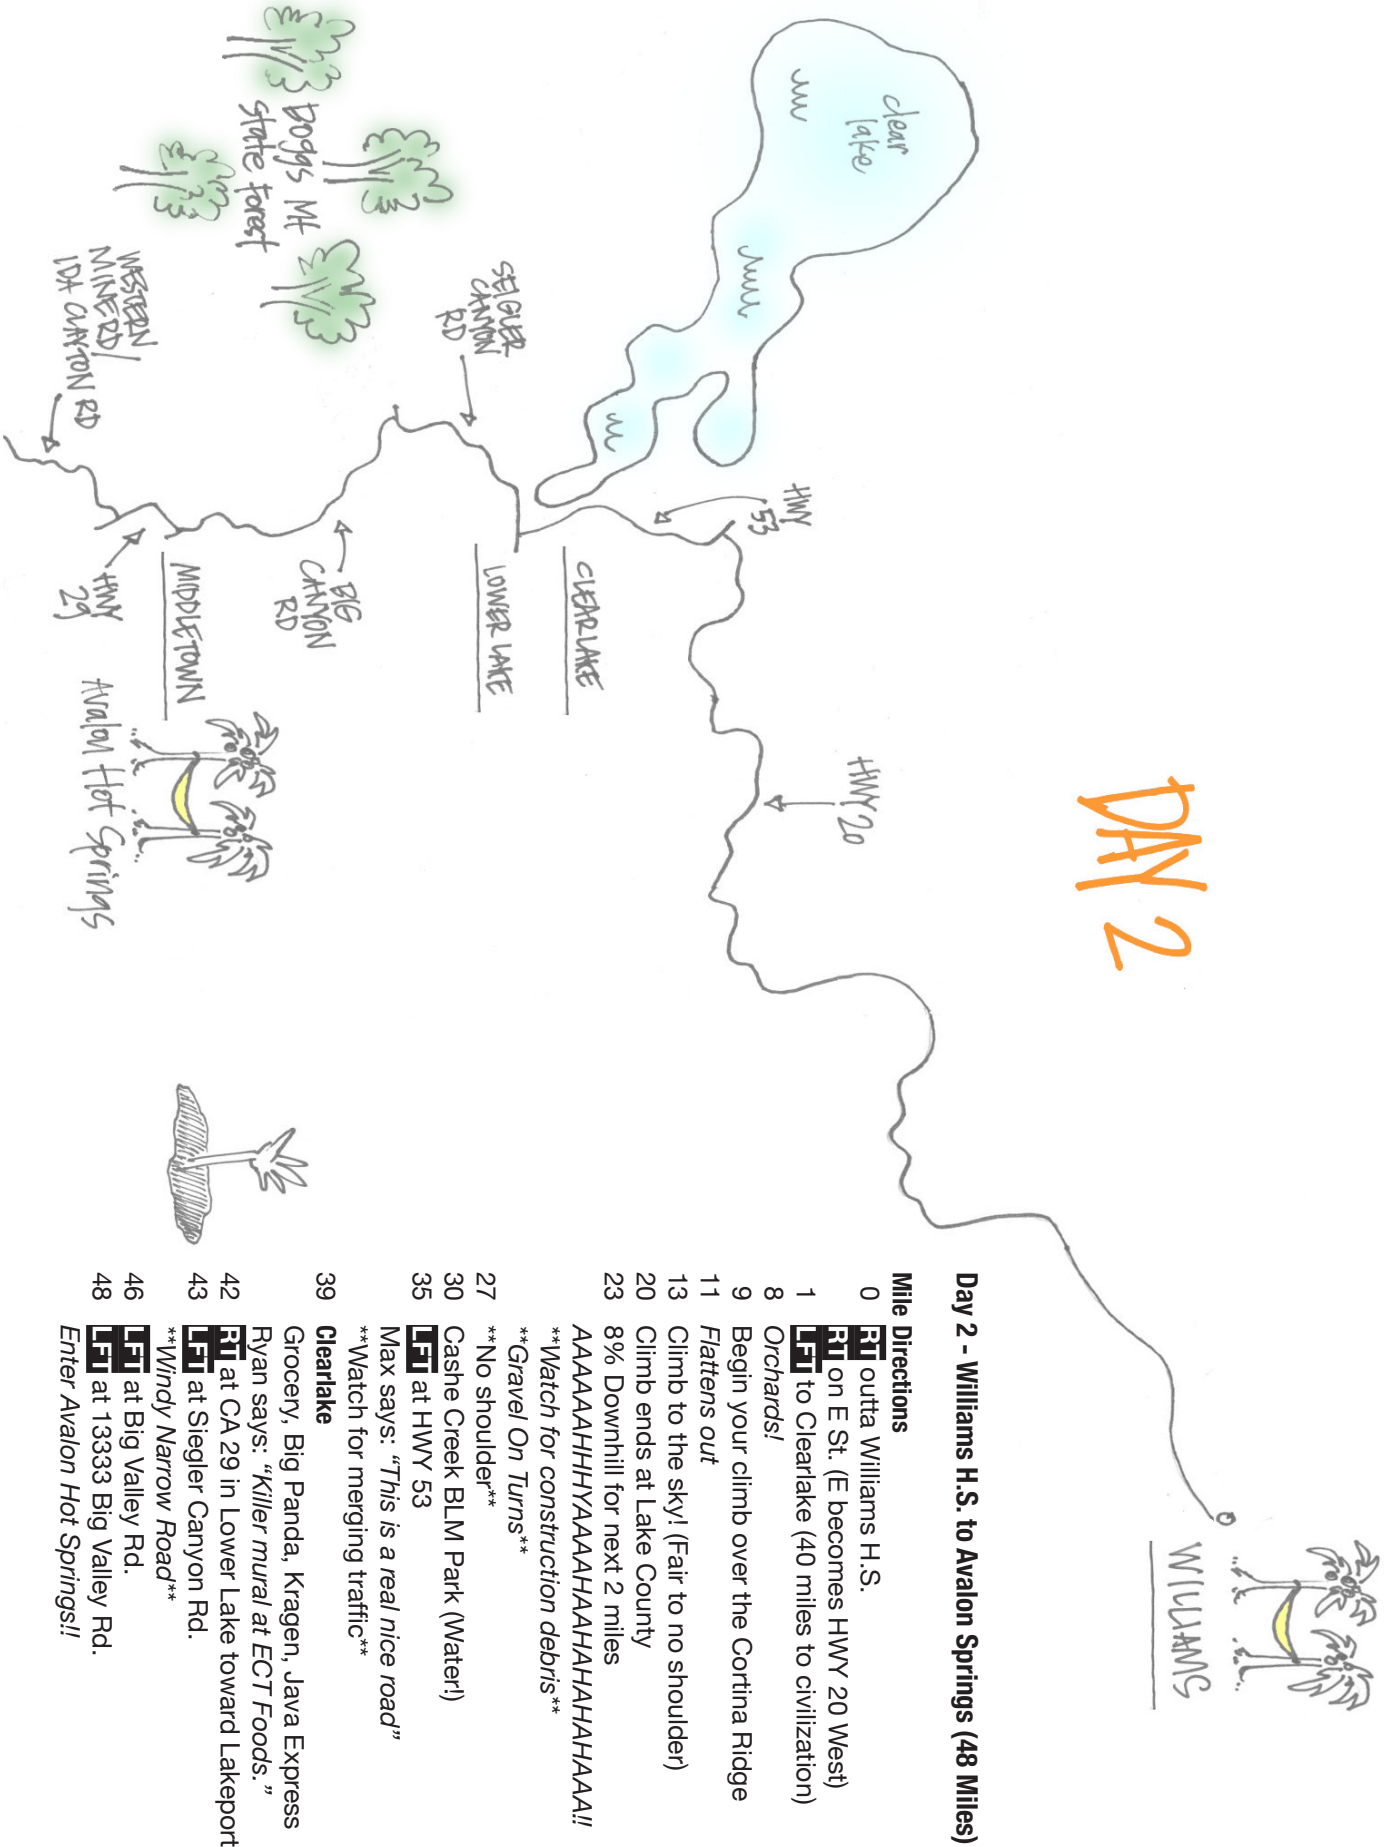 DAY 2
clear
lake
Boggs Mt
State Forest
SEIGLER
CANYON
RD
WESTERN
MINE RD/
IDA CLAYTON RD
HWY
53
HWY 20
CLEARLAKE
LOWER LAKE
BIG
CANYON
RD
MIDDLETOWN
HWY
29
Avalon Hot Springs
WILLIAMS
Day 2 - Williams H.S. to Avalon Springs (48 Miles)
Mile Directions
0 RT outta Williams H.S.
RT on E St. (E becomes HWY 20 West)
1 LFT to Clearlake (40 miles to civilization)
8 Orchards!
9 Begin your climb over the Cortina Ridge
11 Flattens out
13 Climb to the sky! (Fair to no shoulder)
20 Climb ends at Lake County
23 8% Downhill for next 2 miles
AAAAAHHHYAAAAHAAHAHAHAHAAA!!
**Watch for construction debris**
**Gravel On Turns**
27 **No shoulder**
30 Cashe Creek BLM Park (Water!)
35 LFT at HWY 53
Max says: “This is a real nice road”
**Watch for merging traffic**
39 Clearlake
Grocery, Big Panda, Kragen, Java Express
Ryan says: “Killer mural at ECT Foods.”
42 RT at CA 29 in Lower Lake toward Lakeport
43 LFT at Siegler Canyon Rd.
**Windy Narrow Road**
46 LFT at Big Valley Rd.
48 LFT at 13333 Big Valley Rd.
Enter Avalon Hot Springs!!